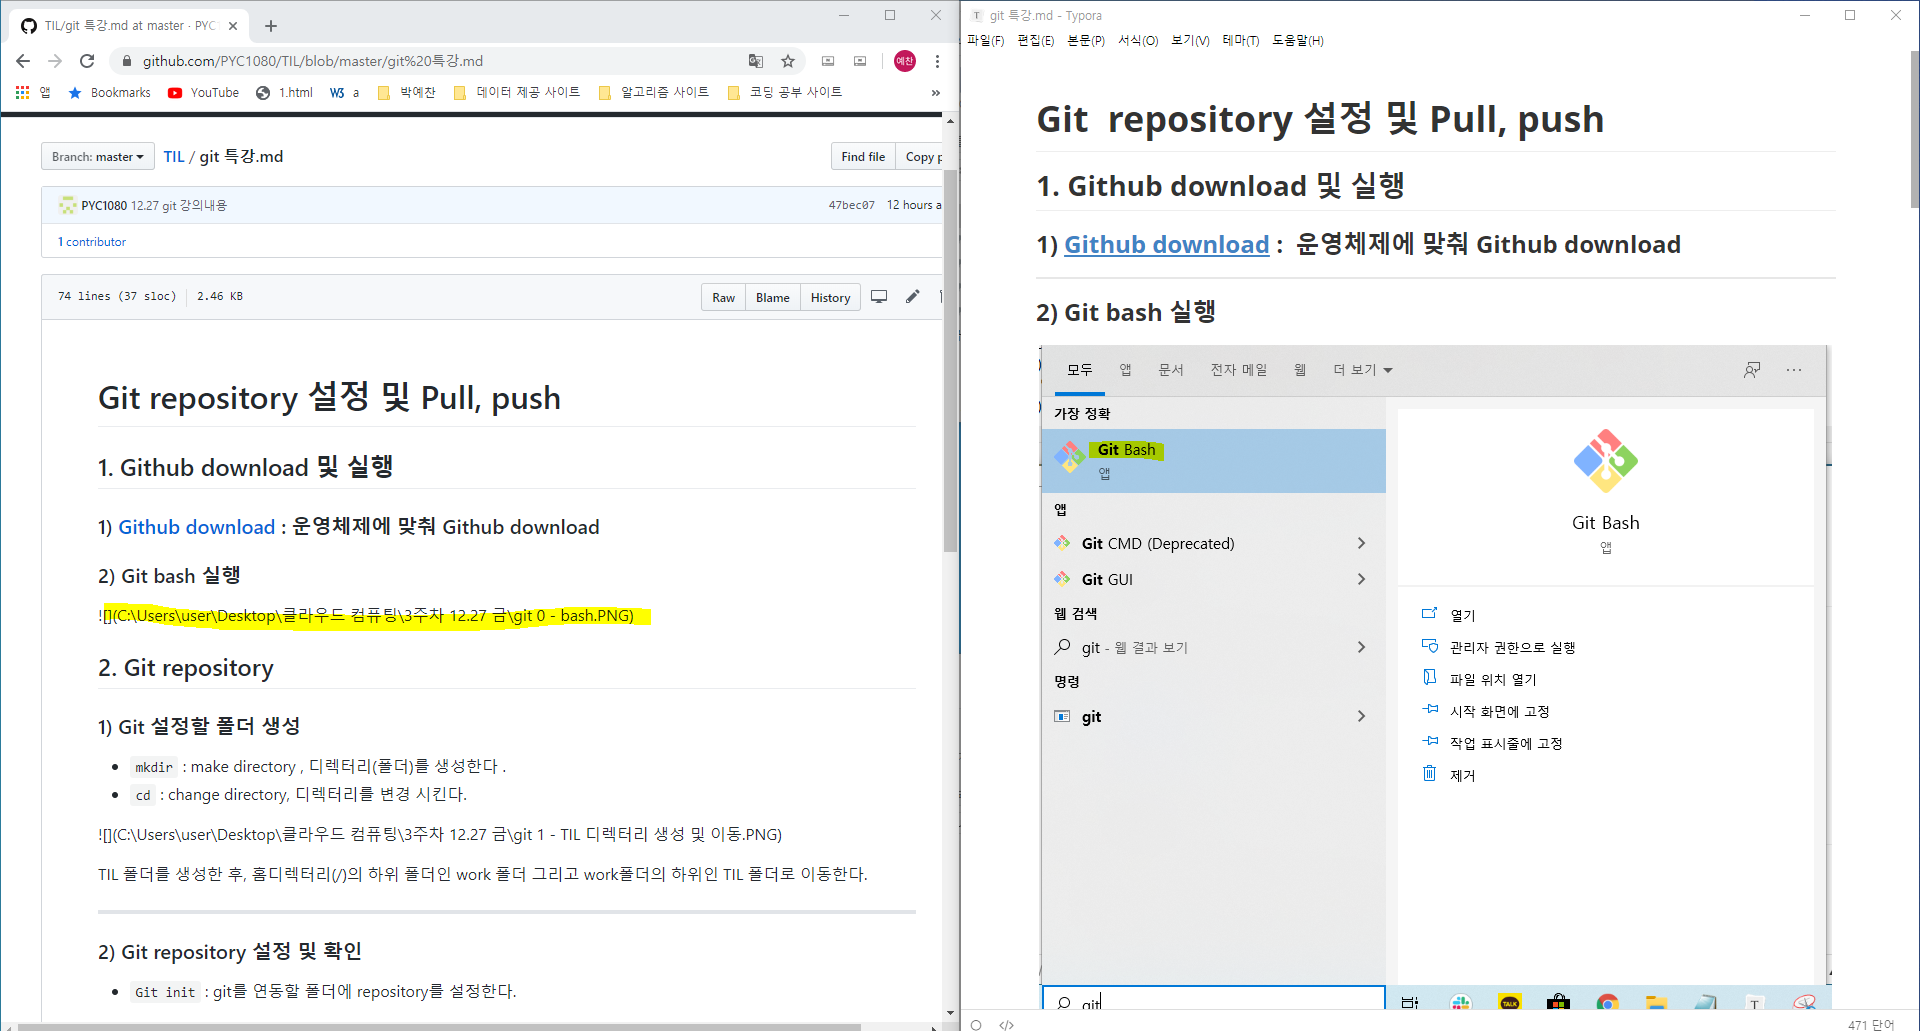 TIL/git 특강.md at master · PYC1
github.com/PYC1080/TIL/blob/master/git%20특강.md
예찬
앱 Bookmarks YouTube 1.html W3 a 박예찬 데이터 제공 사이트 알고리즘 사이트 코딩 공부 사이트 »
Branch: master TIL / git 특강.md Find file Copy p
PYC1080 12.27 git 강의내용 47bec07 12 hours a
1 contributor
74 lines (37 sloc) 2.46 KB Raw Blame History
Git repository 설정 및 Pull, push
1. Github download 및 실행
1) Github download : 운영체제에 맞춰 Github download
2) Git bash 실행
![](C:\Users\user\Desktop\클라우드 컴퓨팅\3주차 12.27 금\git 0 - bash.PNG)
2. Git repository
1) Git 설정할 폴더 생성
mkdir : make directory , 디렉터리(폴더)를 생성한다 .
cd : change directory, 디렉터리를 변경 시킨다.
![](C:\Users\user\Desktop\클라우드 컴퓨팅\3주차 12.27 금\git 1 - TIL 디렉터리 생성 및 이동.PNG)
TIL 폴더를 생성한 후, 홈디렉터리(/)의 하위 폴더인 work 폴더 그리고 work폴더의 하위인 TIL 폴더로 이동한다.
2) Git repository 설정 및 확인
Git init : git를 연동할 폴더에 repository를 설정한다.
git 특강.md - Typora
파일(F) 편집(E) 본문(P) 서식(O) 보기(V) 테마(T) 도움말(H)
Git repository 설정 및 Pull, push
1. Github download 및 실행
1) Github download : 운영체제에 맞춰 Github download
2) Git bash 실행
모두 앱 문서 전자 메일 웹 더 보기
가장 정확
Git Bash
앱
앱
Git CMD (Deprecated)
Git GUI
웹 검색
git - 웹 결과 보기
명령
git
Git Bash
앱
열기
관리자 권한으로 실행
파일 위치 열기
시작 화면에 고정
작업 표시줄에 고정
제거
git
TALK
T
471 단어